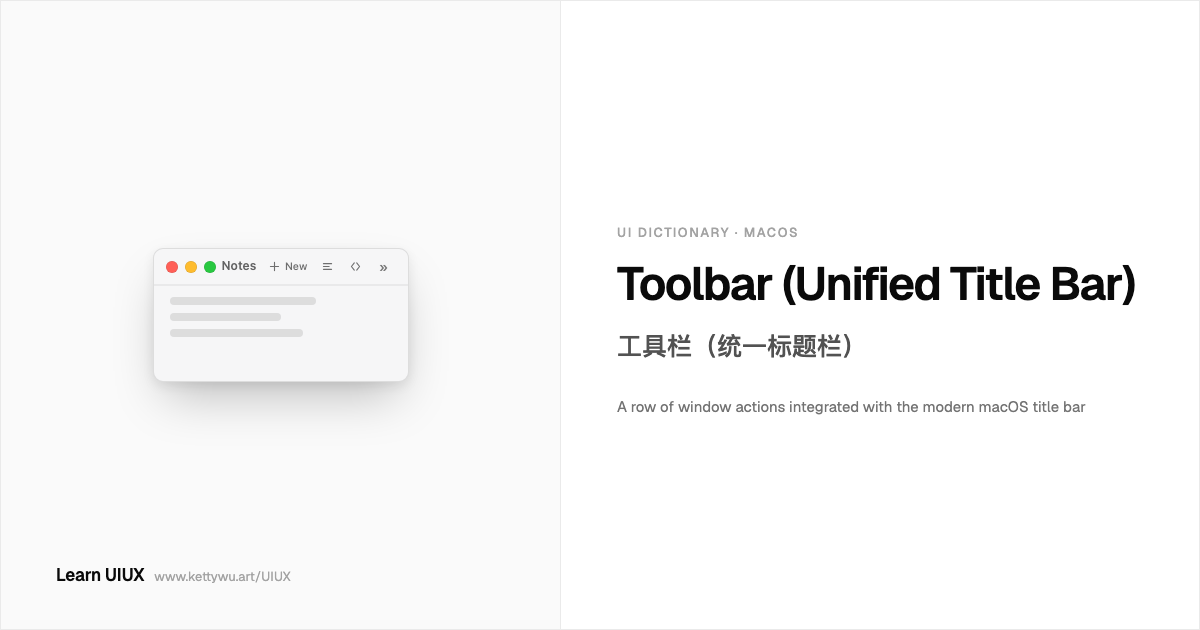 Notes + New »
Learn UIUX www.kettywu.art/UIUX
UI DICTIONARY · MACOS
Toolbar (Unified Title Bar)
工具栏（统一标题栏）
A row of window actions integrated with the modern macOS title bar